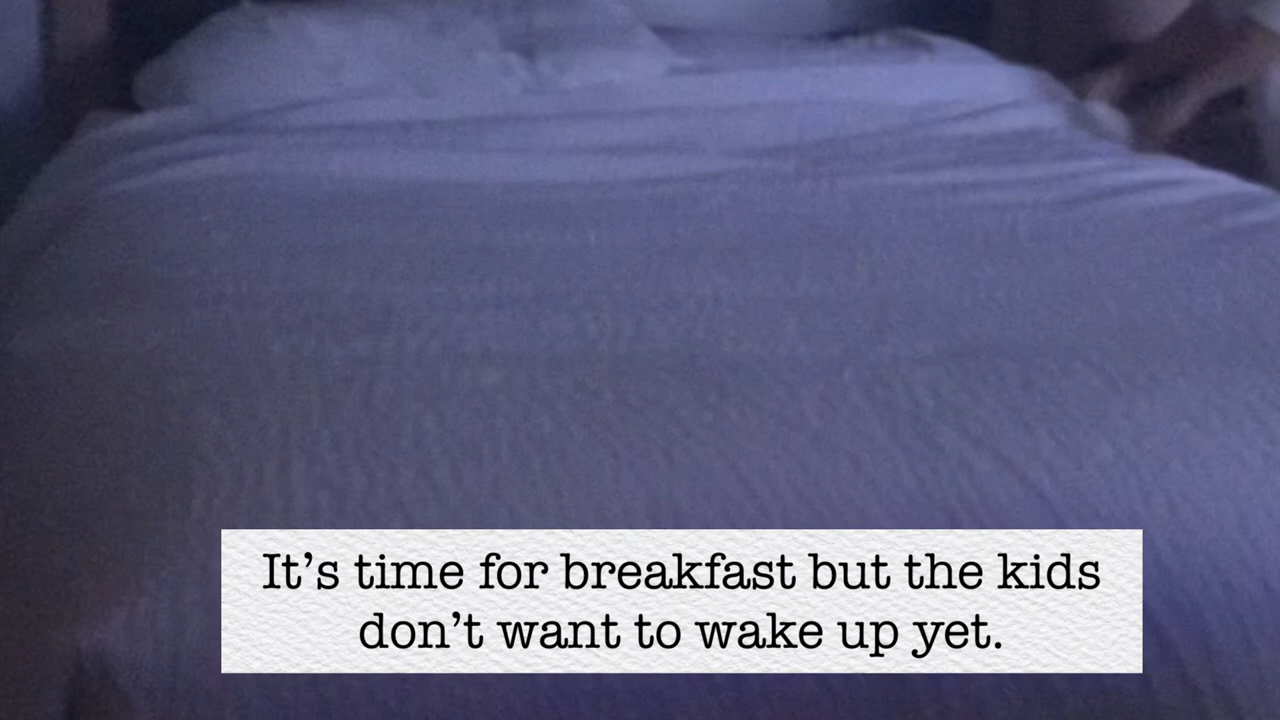 It’s time for breakfast but the kids
don’t want to wake up yet.